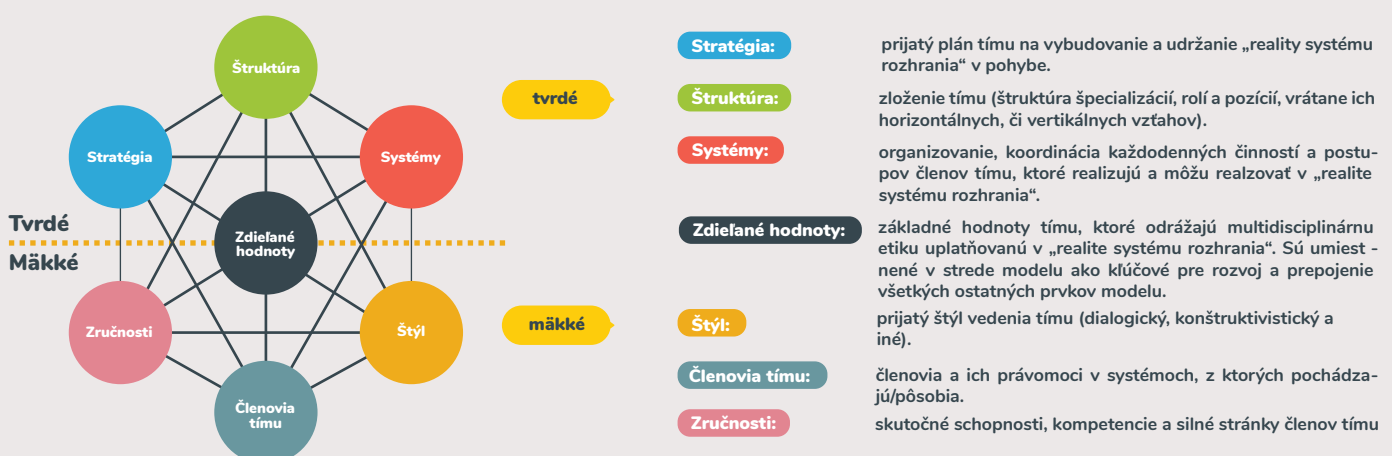 Štruktúra
Stratégia
Systémy
Zdieľané
hodnoty
Tvrdé
Mäkké
Zručnosti
Štýl
Členovia
tímu
tvrdé
mäkké
Stratégia:
prijatý plán tímu na vybudovanie a udržanie „reality systému
rozhrania“ v pohybe.
Štruktúra:
zloženie tímu (štruktúra špecializácií, rolí a pozícií, vrátane ich
horizontálnych, či vertikálnych vzťahov).
Systémy:
organizovanie, koordinácia každodenných činností a postu-
pov členov tímu, ktoré realizujú a môžu realzovať v „realite
systému rozhrania“.
Zdieľané hodnoty:
základné hodnoty tímu, ktoré odrážajú multidisciplinárnu
etiku uplatňovanú v „realite systému rozhrania“. Sú umiest -
nené v strede modelu ako kľúčové pre rozvoj a prepojenie
všetkých ostatných prvkov modelu.
Štýl:
prijatý štýl vedenia tímu (dialogický, konštruktivistický a
iné).
Členovia tímu:
členovia a ich právomoci v systémoch, z ktorých pochádza-
jú/pôsobia.
Zručnosti:
skutočné schopnosti, kompetencie a silné stránky členov tímu